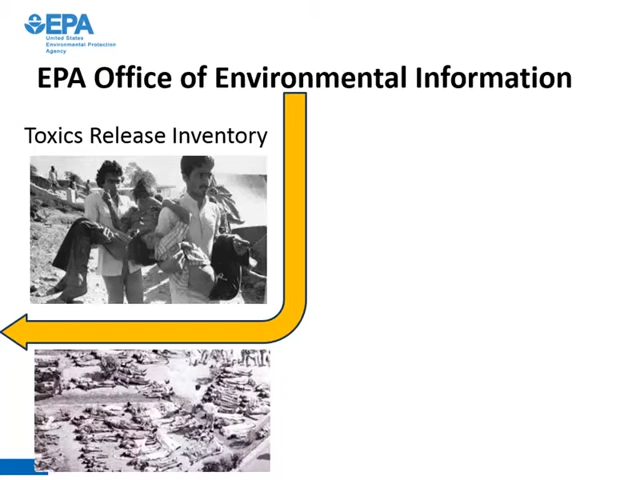 EPA
United States
Environmental Protection
Agency
EPA Office of Environmental Information
Toxics Release Inventory